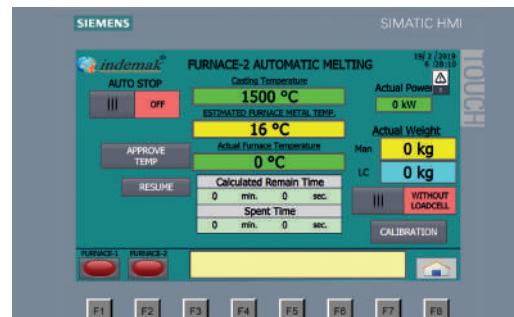 SIEMENS
SIMATIC HMI
TOUCH
indemak
FURNACE-2 AUTOMATIC MELTING
19/ 2 /2019
AUTO STOP
OFF
Casting Temperature
1500 °C
ESTIMATED FURNACE METAL TEMP.
16 °C
Actual Furnace Temperature
0 °C
Actual Power
0 kW
Actual Weight
Man
0 kg
LC
0 kg
APPROVE
TEMP
RESUME
Calculated Remain Time
0 min. 0 sec.
Spent Time
0 min. 0 sec.
WITHOUT
LOADCELL
CALIBRATION
FURNACE-1 FURNACE-2
F1 F2 F3 F4 F5 F6 F7 F8